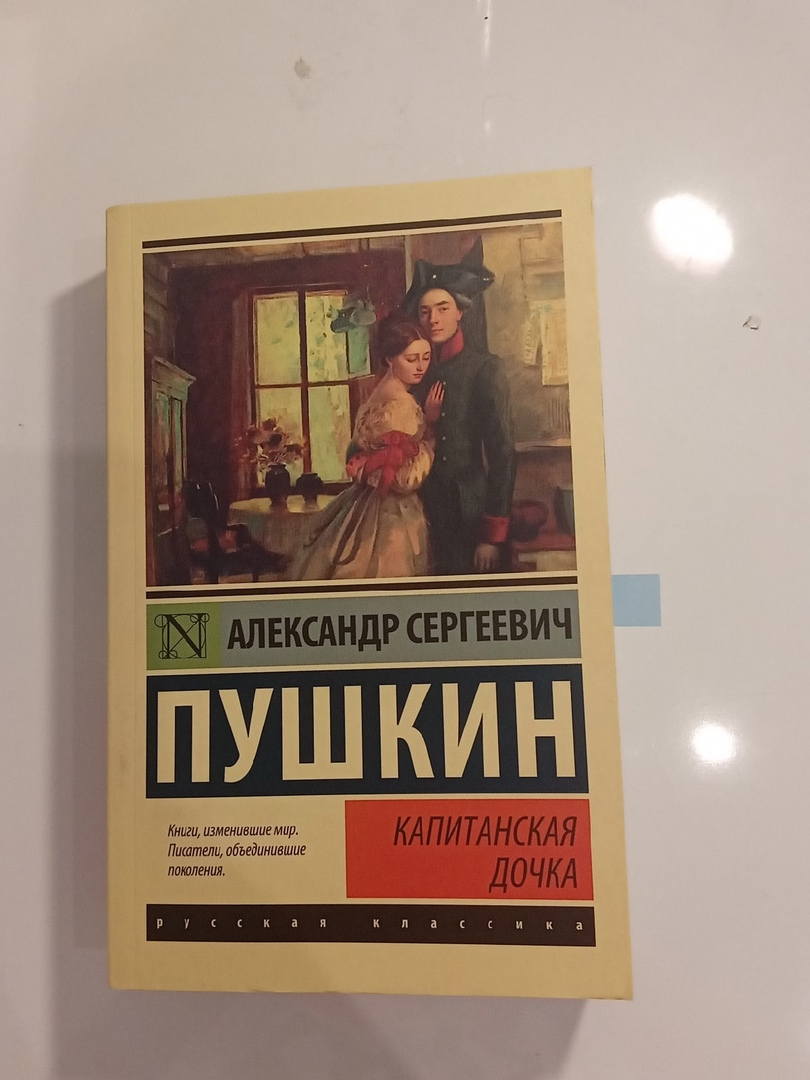 N
АЛЕКСАНДР СЕРГЕЕВИЧ
ПУШКИН
Книги, изменившие мир.
Писатели, объединившие
поколения.
КАПИТАНСКАЯ
ДОЧКА
русская классика